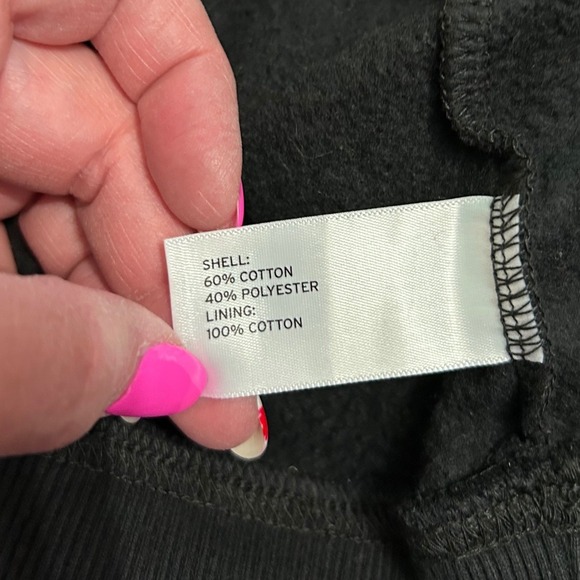 SHELL:
60% COTTON
40% POLYESTER
LINING:
100% COTTON